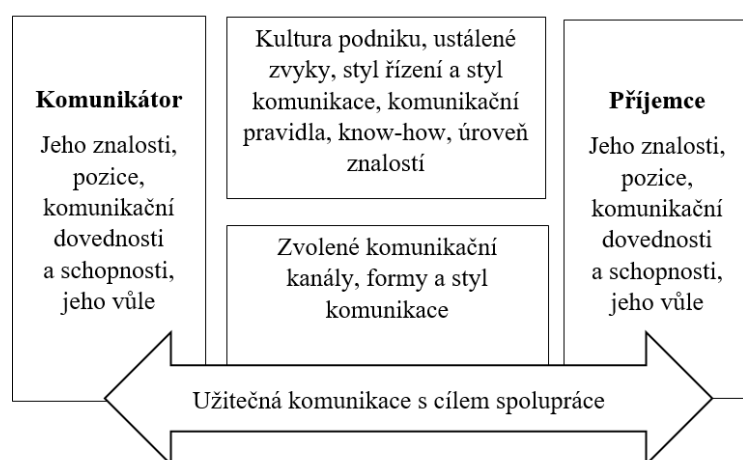 Komunikátor
Jeho znalosti,
pozice,
komunikační
dovednosti
a schopnosti,
jeho vůle
Kultura podniku, ustálené
zvyky, styl řízení a styl
komunikace, komunikační
pravidla, know-how, úroveň
znalostí
Zvolené komunikační
kanály, formy a styl
komunikace
Příjemce
Jeho znalosti,
pozice,
komunikační
dovednosti
a schopnosti,
jeho vůle
Užitečná komunikace s cílem spolupráce